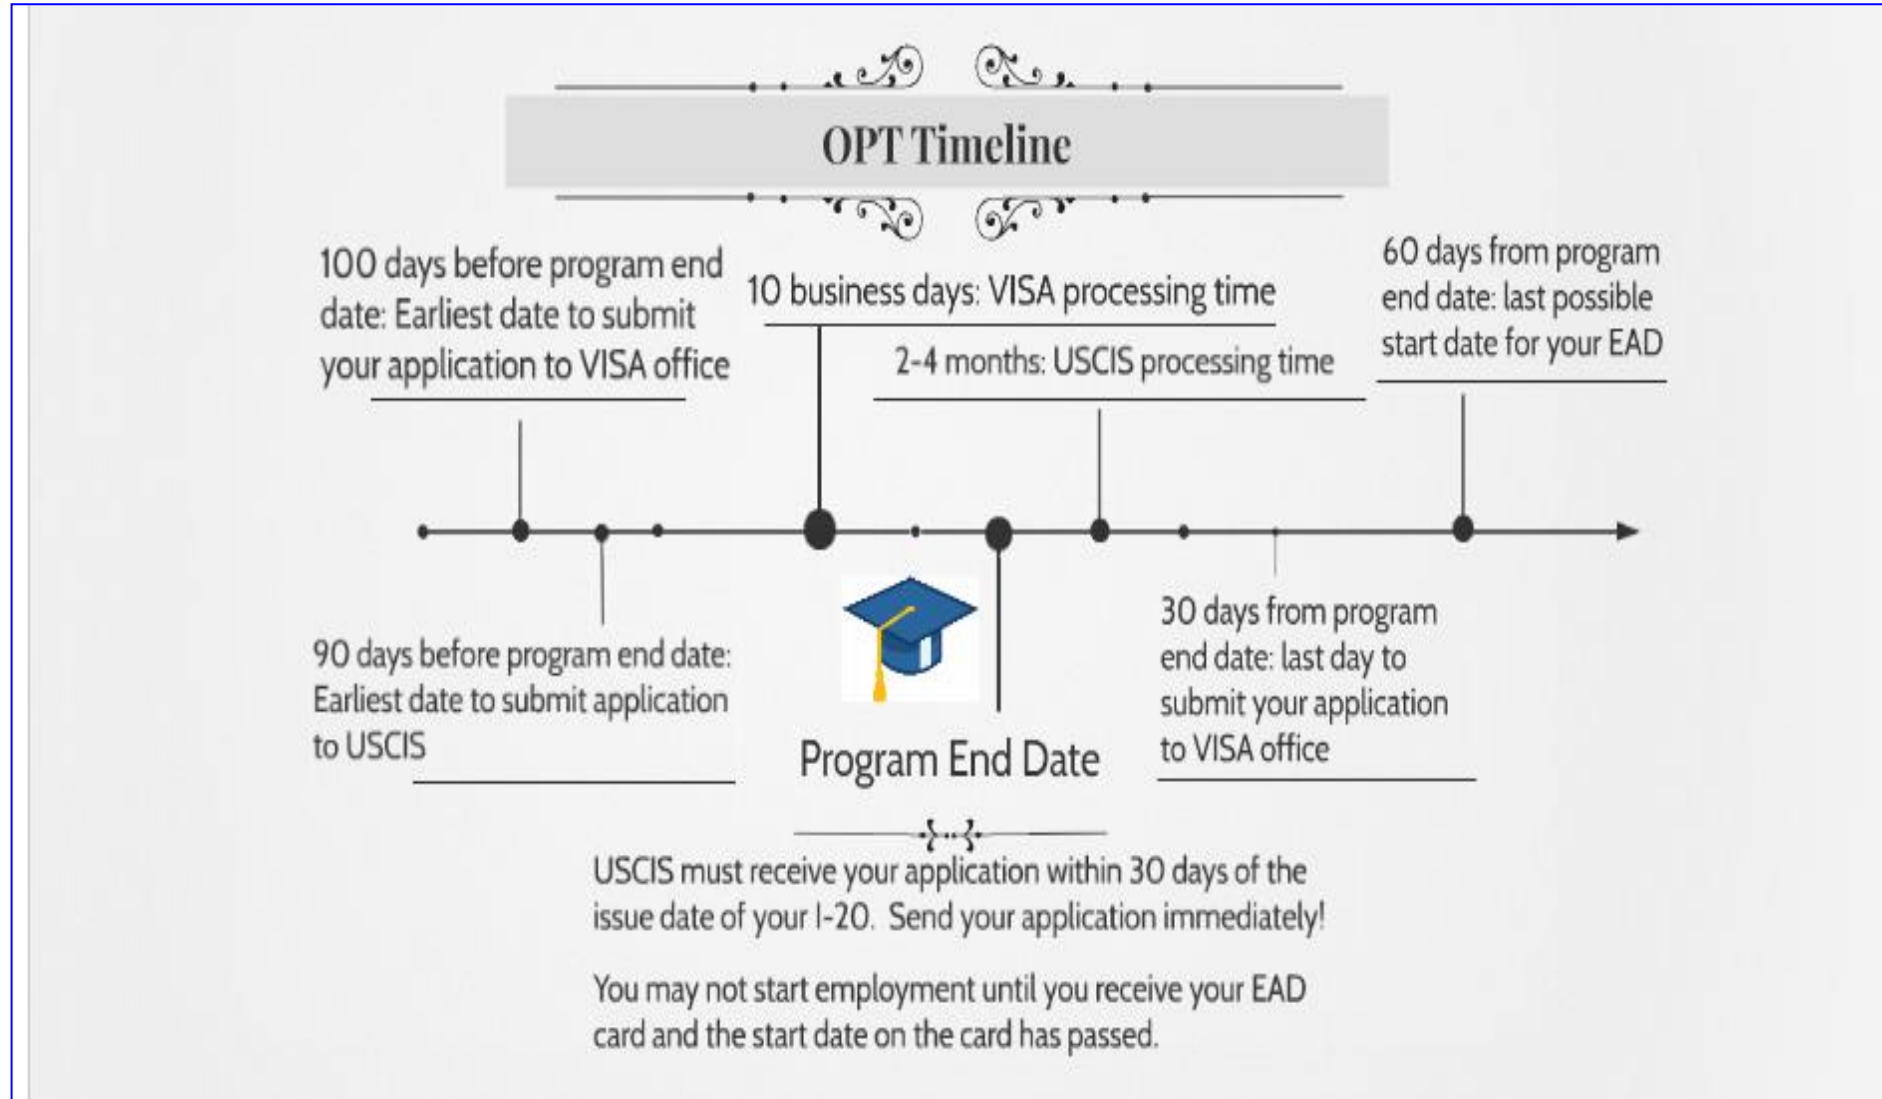 OPT Timeline
100 days before program end
date: Earliest date to submit
your application to VISA office
10 business days: VISA processing time
2-4 months: USCIS processing time
60 days from program
end date: last possible
start date for your EAD
90 days before program end date:
Earliest date to submit application
to USCIS
Program End Date
30 days from program
end date: last day to
submit your application
to VISA office
USCIS must receive your application within 30 days of the
issue date of your I-20. Send your application immediately!
You may not start employment until you receive your EAD
card and the start date on the card has passed.